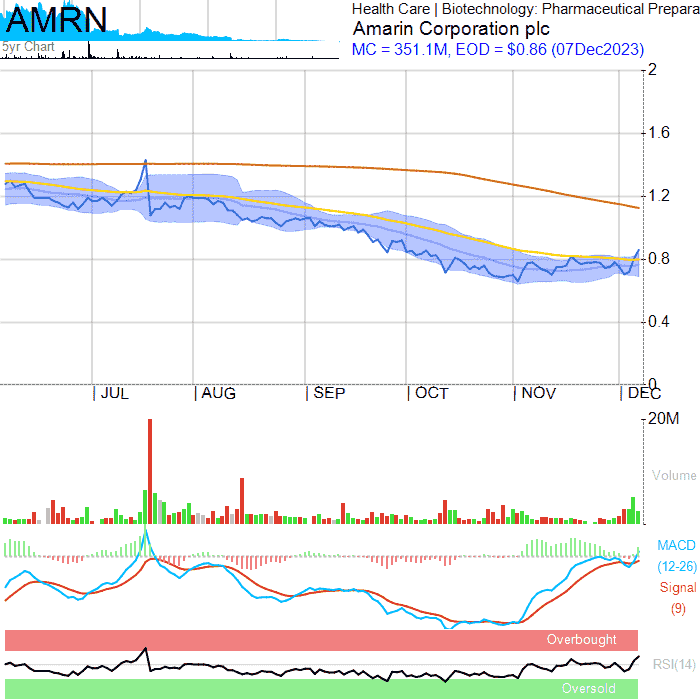 AMRN
5yr Chart
Health Care | Biotechnology: Pharmaceutical Prepara
Amarin Corporation plc
MC = 351.1M, EOD = $0.86 (07Dec2023)
2
1.6
1.2
0.8
0.4
0
JUL
AUG
SEP
OCT
NOV
DEC
20M
Volume
MACD
(12-26)
Signal
(9)
Overbought
RSI(14)
Oversold